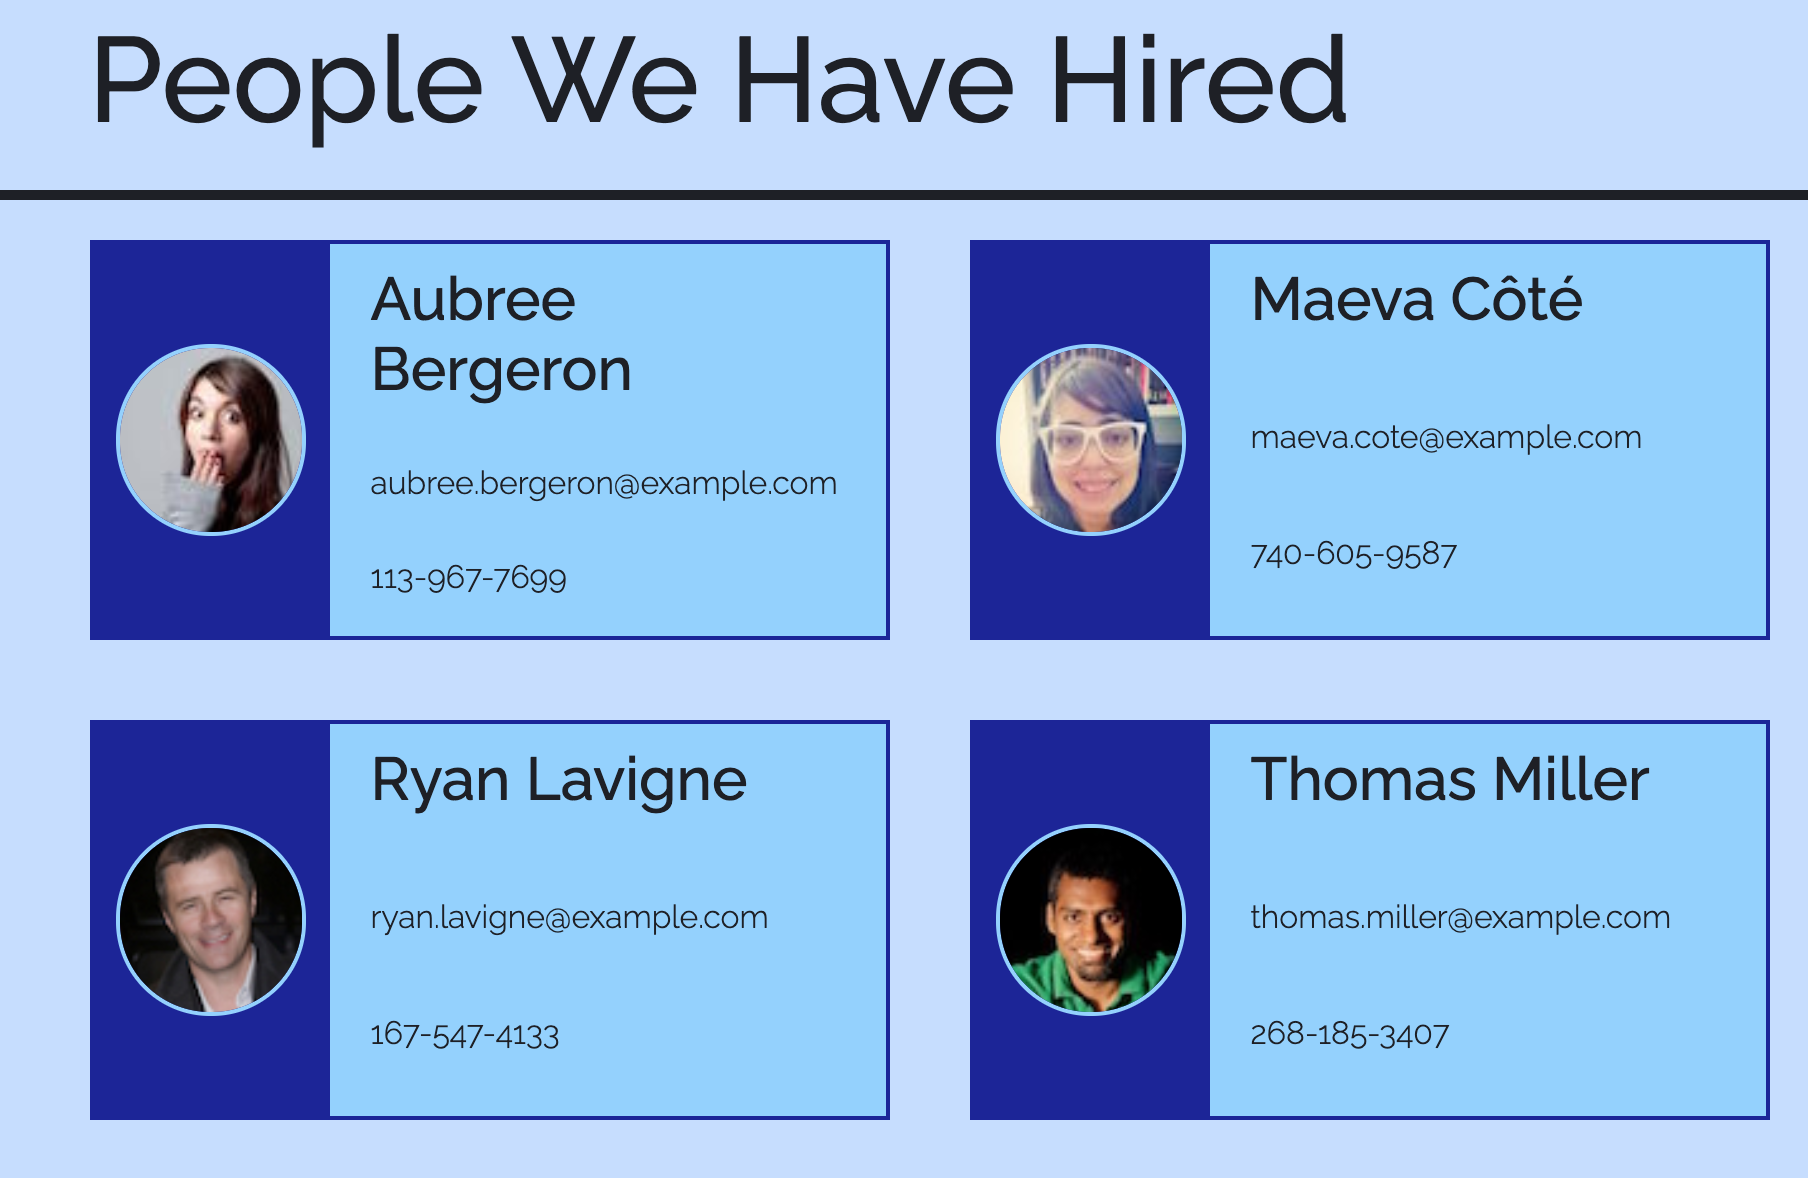 People We Have Hired
Aubree
Bergeron
aubree.bergeron@example.com
113-967-7699
Maeva Côté
maeva.cote@example.com
740-605-9587
Ryan Lavigne
ryan.lavigne@example.com
167-547-4133
Thomas Miller
thomas.miller@example.com
268-185-3407